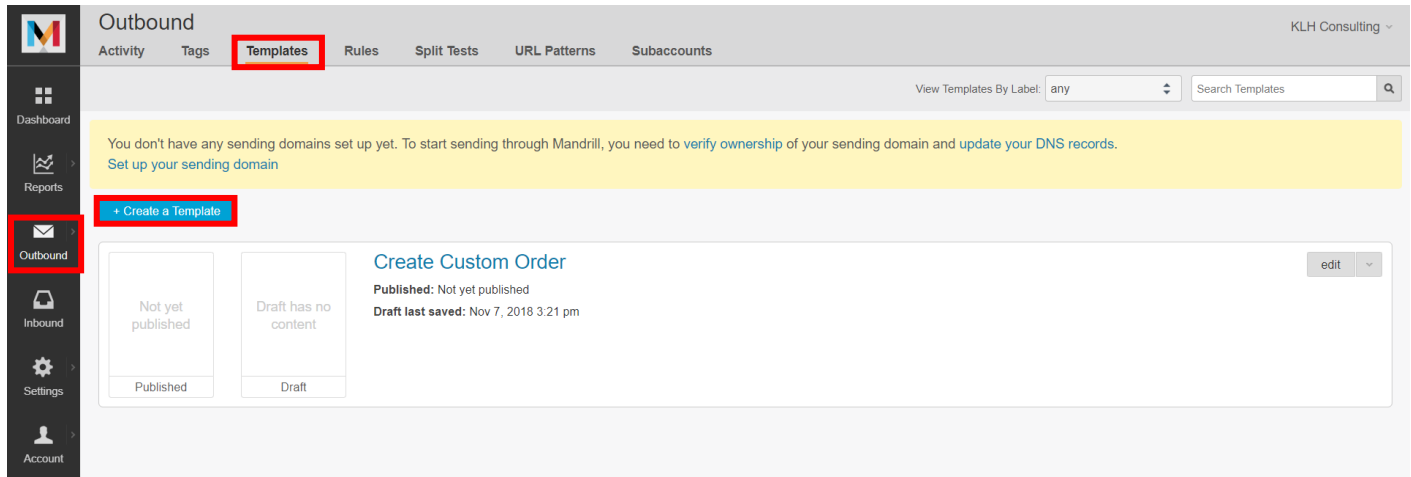 Outbound
KLH Consulting
Activity Tags Templates Rules Split Tests URL Patterns Subaccounts
View Templates By Label: any Search Templates
Dashboard
Reports
Outbound
Inbound
Settings
Account
You don't have any sending domains set up yet. To start sending through Mandrill, you need to verify ownership of your sending domain and update your DNS records.
Set up your sending domain
+ Create a Template
Not yet
published
Published
Draft has no
content
Draft
Create Custom Order
Published: Not yet published
Draft last saved: Nov 7, 2018 3:21 pm
edit